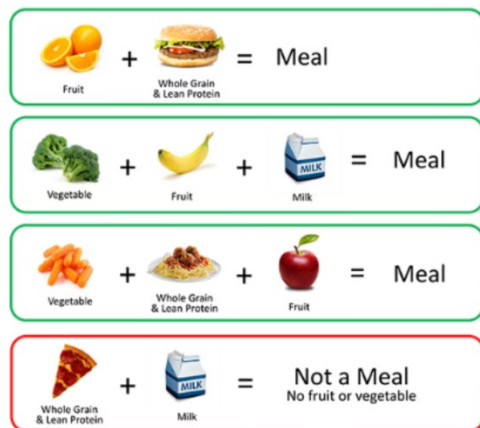 + = Meal
Fruit
Whole Grain
& Lean Protein
+ + MILK = Meal
Vegetable
Fruit
Milk
+ + = Meal
Vegetable
Whole Grain
& Lean Protein
Fruit
+ MILK = Not a Meal
No fruit or vegetable
Whole Grain
& Lean Protein
Milk